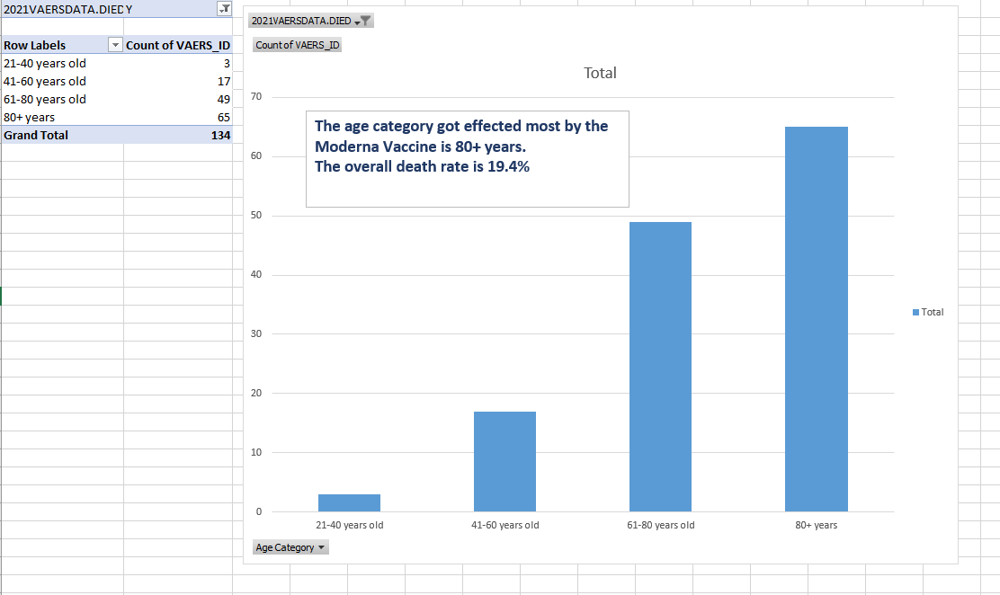 2021VAERSDATA.DIED Y
Row Labels Count of VAERS_ID
21-40 years old 3
41-60 years old 17
61-80 years old 49
80+ years 65
Grand Total 134
2021VAERSDATA.DIED
Count of VAERS_ID
Total
70
60
50
40
30
20
10
0
The age category got effected most by the
Moderna Vaccine is 80+ years.
The overall death rate is 19.4%
21-40 years old 41-60 years old 61-80 years old 80+ years
Total
Age Category